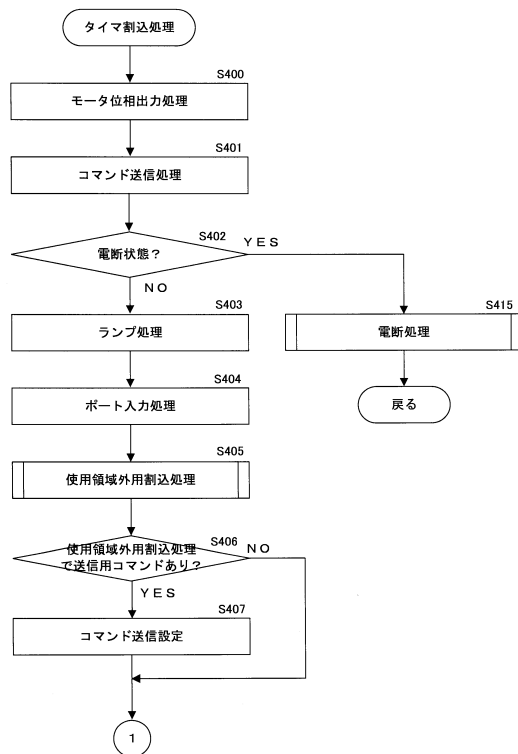 タイマ割込処理
S400
モータ位相出力処理
S401
コマンド送信処理
S402
電断状態？
YES
NO
S403
ランプ処理
S415
電断処理
S404
ポート入力処理
戻る
S405
使用領域外用割込処理
S406
使用領域外用割込処理
で送信用コマンドあり？
NO
YES
S407
コマンド送信設定
1